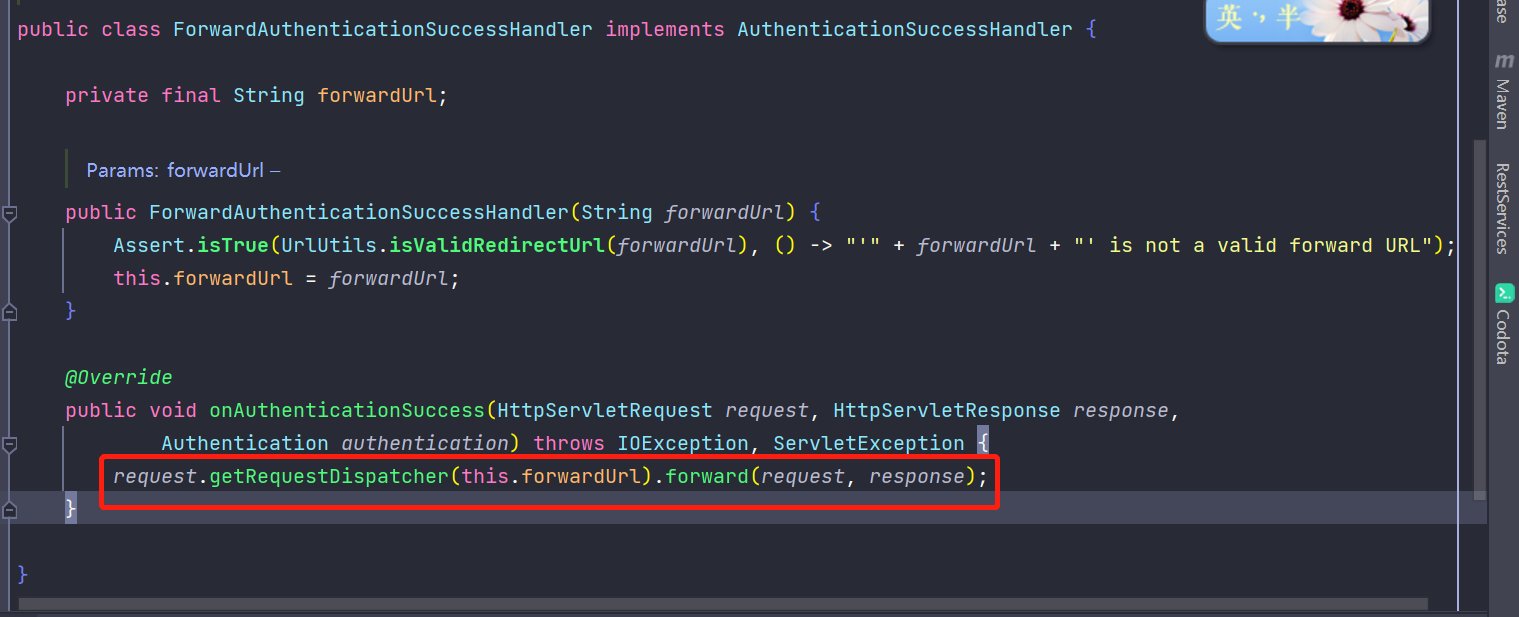 public class ForwardAuthenticationSuccessHandler implements AuthenticationSuccessHandler {
private final String forwardUrl;
Params: forwardUrl –
public ForwardAuthenticationSuccessHandler(String forwardUrl) {
Assert.isTrue(UrlUtils.isValidRedirectUrl(forwardUrl), () -> "'" + forwardUrl + "' is not a valid forward URL");
this.forwardUrl = forwardUrl;
}
@Override
public void onAuthenticationSuccess(HttpServletRequest request, HttpServletResponse response,
Authentication authentication) throws IOException, ServletException {
request.getRequestDispatcher(this.forwardUrl).forward(request, response);
}
}
英 ·, 半
ase
m
Maven
RestServices
Codota